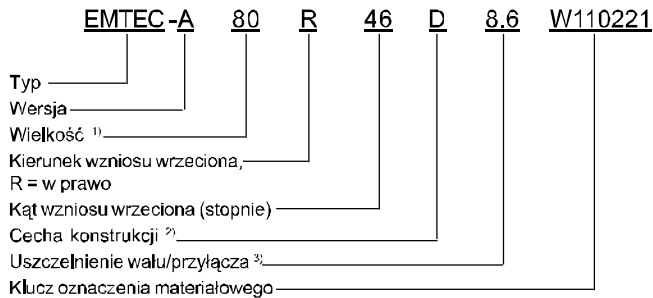 EMTEC-A 80 R 46 D 8.6 W110221
Typ
Wersja
Wielkość 1)
Kierunek wzniosu wrzeciona,
R = w prawo
Kąt wzniosu wrzeciona (stopnie)
Cecha konstrukcji 2)
Uszczelnienie wału/przyłącza 3)
Klucz oznaczenia materiałowego